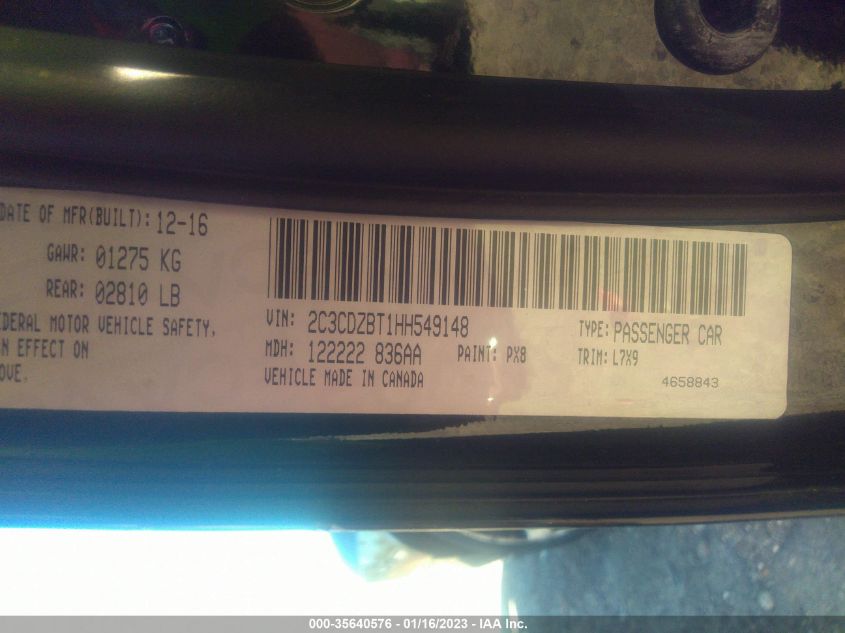 DATE OF MFR(BUILT): 12-16
GAWR: 01275 KG
REAR: 02810 LB
FEDERAL MOTOR VEHICLE SAFETY,
N EFFECT ON
OVE.
VIN: 2C3CDZBT1HH549148
TYPE: PASSENGER CAR
MDH: 122222 836AA
PAINT: PX8
TRIM: L7X9
VEHICLE MADE IN CANADA
4658843
000-35640576 - 01/16/2023 - © IAA Inc.